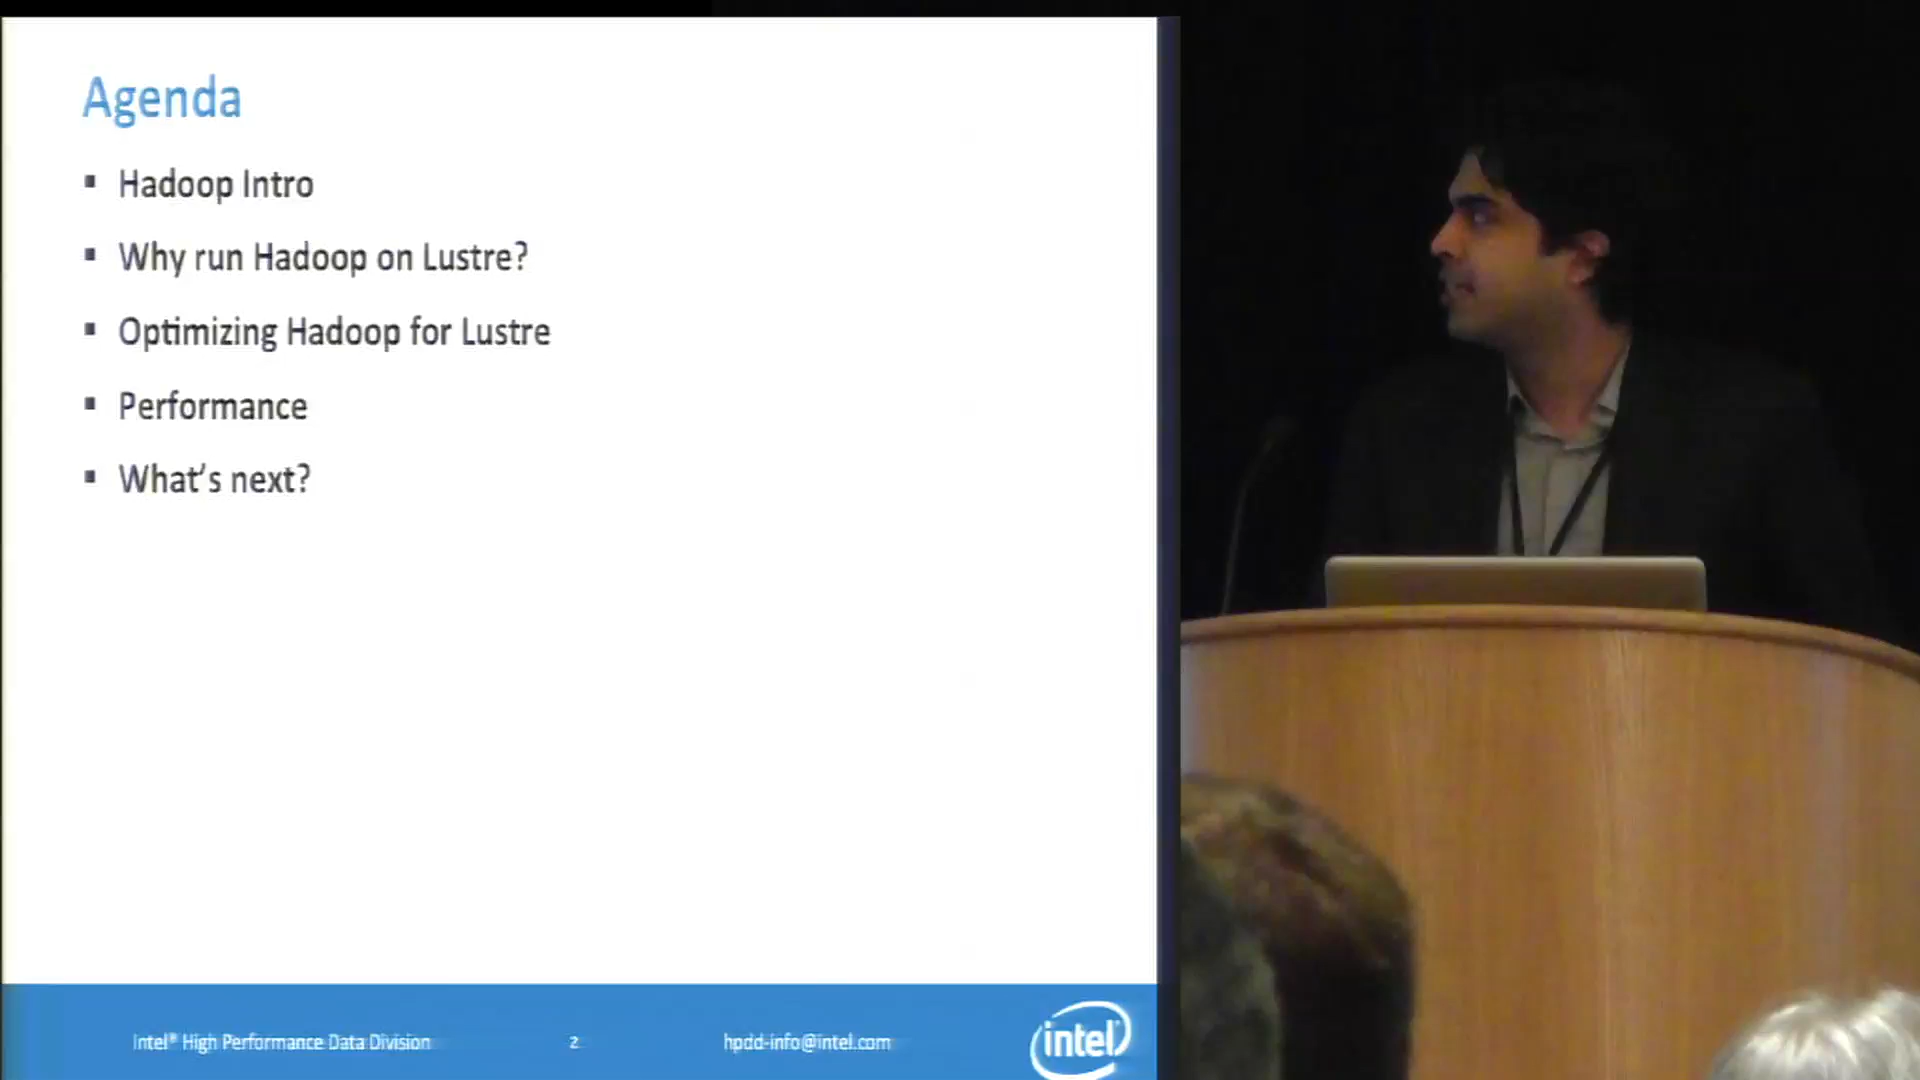 Agenda
▪ Hadoop Intro
▪ Why run Hadoop on Lustre?
▪ Optimizing Hadoop for Lustre
▪ Performance
▪ What's next?
Intel® High Performance Data Division 2 hpdd-info@intel.com intel